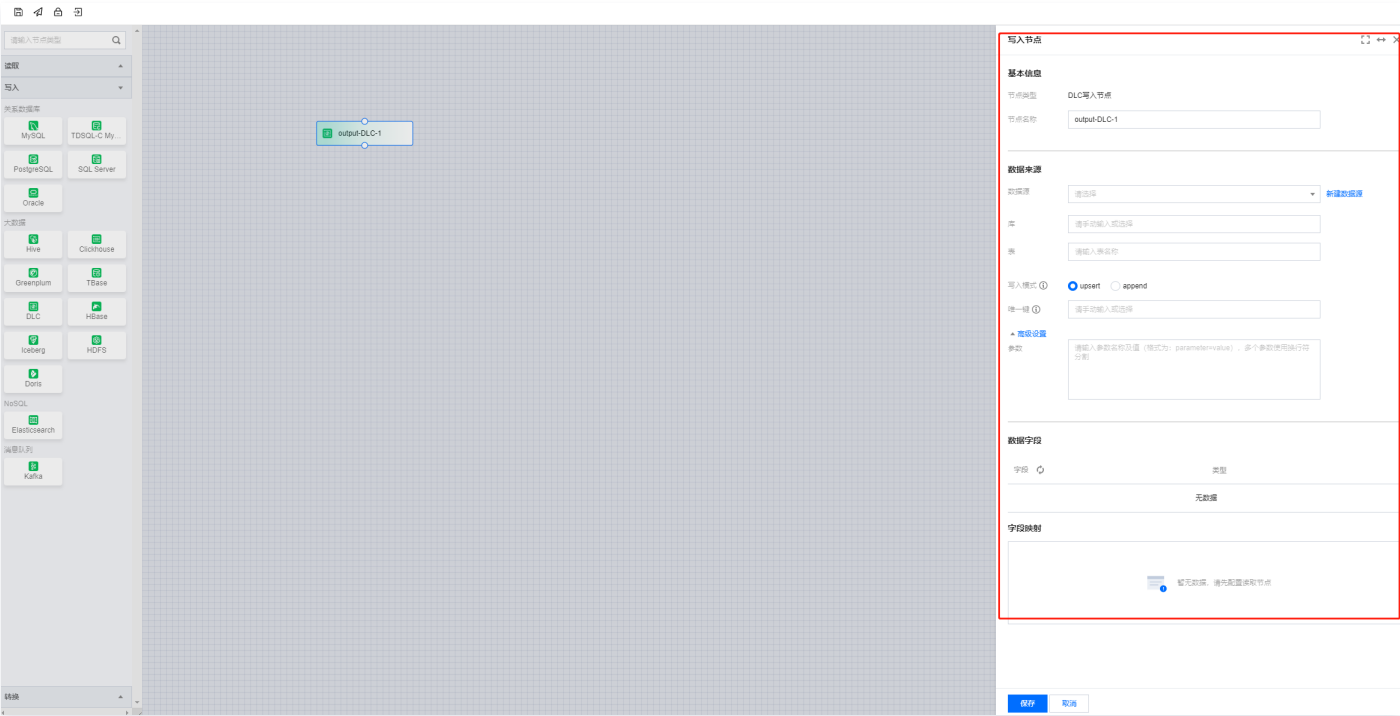 请输入节点类型
读取
写入
关系数据库
MySQL
TDSQL-C My...
PostgreSQL
SQL Server
Oracle
大数据
Hive
Clickhouse
Greenplum
TBase
DLC
HBase
Iceberg
HDFS
Doris
NoSQL
Elasticsearch
消息队列
Kafka
转换
output-DLC-1
写入节点
基本信息
节点类型 DLC写入节点
节点名称 output-DLC-1
数据来源
数据源 请选择 新建数据源
库 请手动输入或选择
表 请输入表名称
写入模式 upsert append
唯一键 请手动输入或选择
高级设置
参数 请输入参数名称及值（格式为：parameter=value），多个参数使用换行符
分割
数据字段
字段 类型
无数据
字段映射
暂无数据，请先配置读取节点
保存 取消